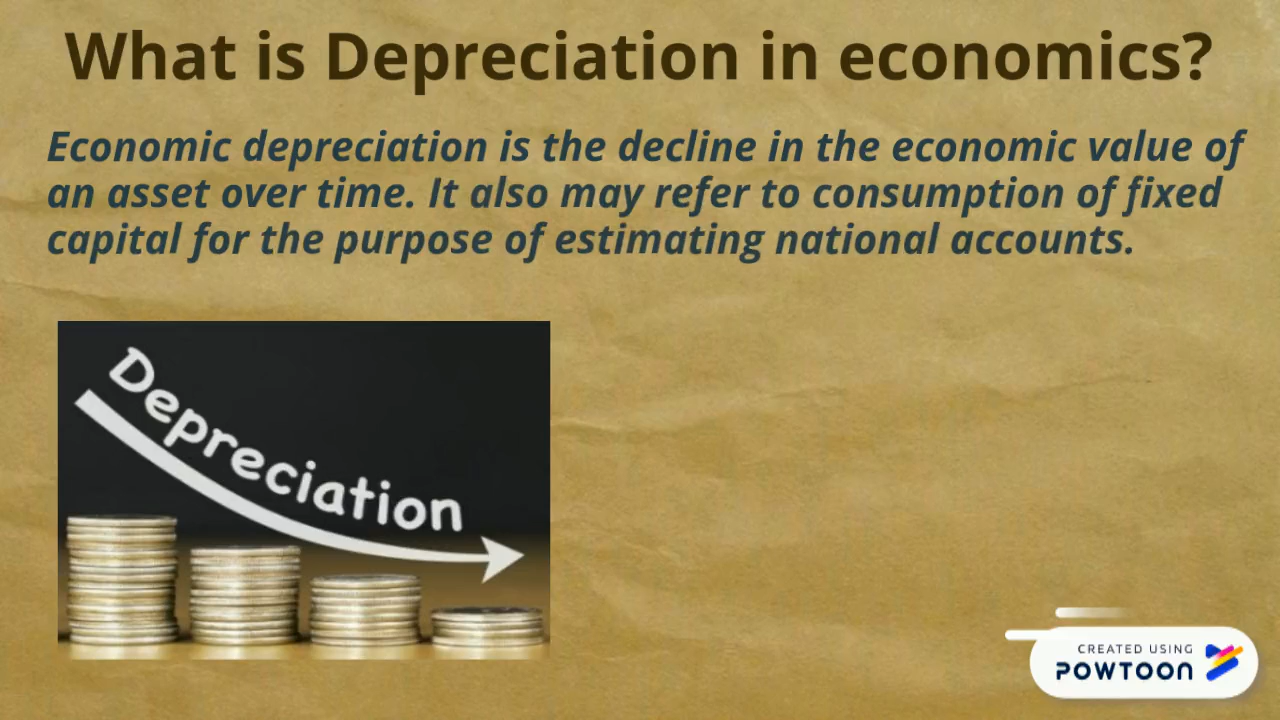 What is Depreciation in economics?
Economic depreciation is the decline in the economic value of
an asset over time. It also may refer to consumption of fixed
capital for the purpose of estimating national accounts.
Depreciation
CREATED USING
POWTOON